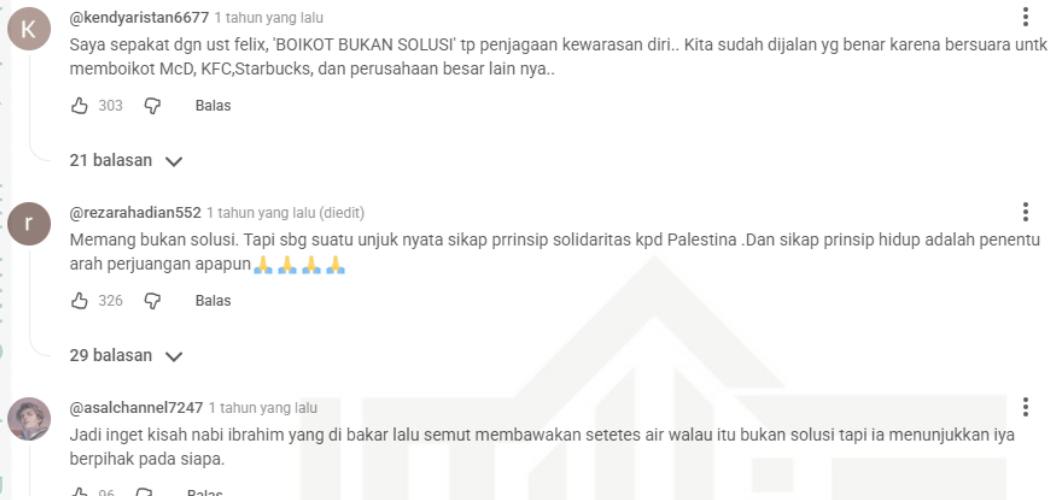 K
@kendyaristan6677 1 tahun yang lalu
Saya sepakat dgn ust felix, 'BOIKOT BUKAN SOLUSI' tp penjagaan kewarasan diri.. Kita sudah dijalan yg benar karena bersuara untk
memboikot McD, KFC,Starbucks, dan perusahaan besar lain nya..
303 Balas
21 balasan
r
@rezarahadian552 1 tahun yang lalu (diedit)
Memang bukan solusi. Tapi sbg suatu unjuk nyata sikap prrinsip solidaritas kpd Palestina .Dan sikap prinsip hidup adalah penentu
arah perjuangan apapun🙏🙏🙏🙏
326 Balas
29 balasan
@asalchannel7247 1 tahun yang lalu
Jadi inget kisah nabi ibrahim yang di bakar lalu semut membawakan setetes air walau itu bukan solusi tapi ia menunjukkan iya
berpihak pada siapa.
96 Balas